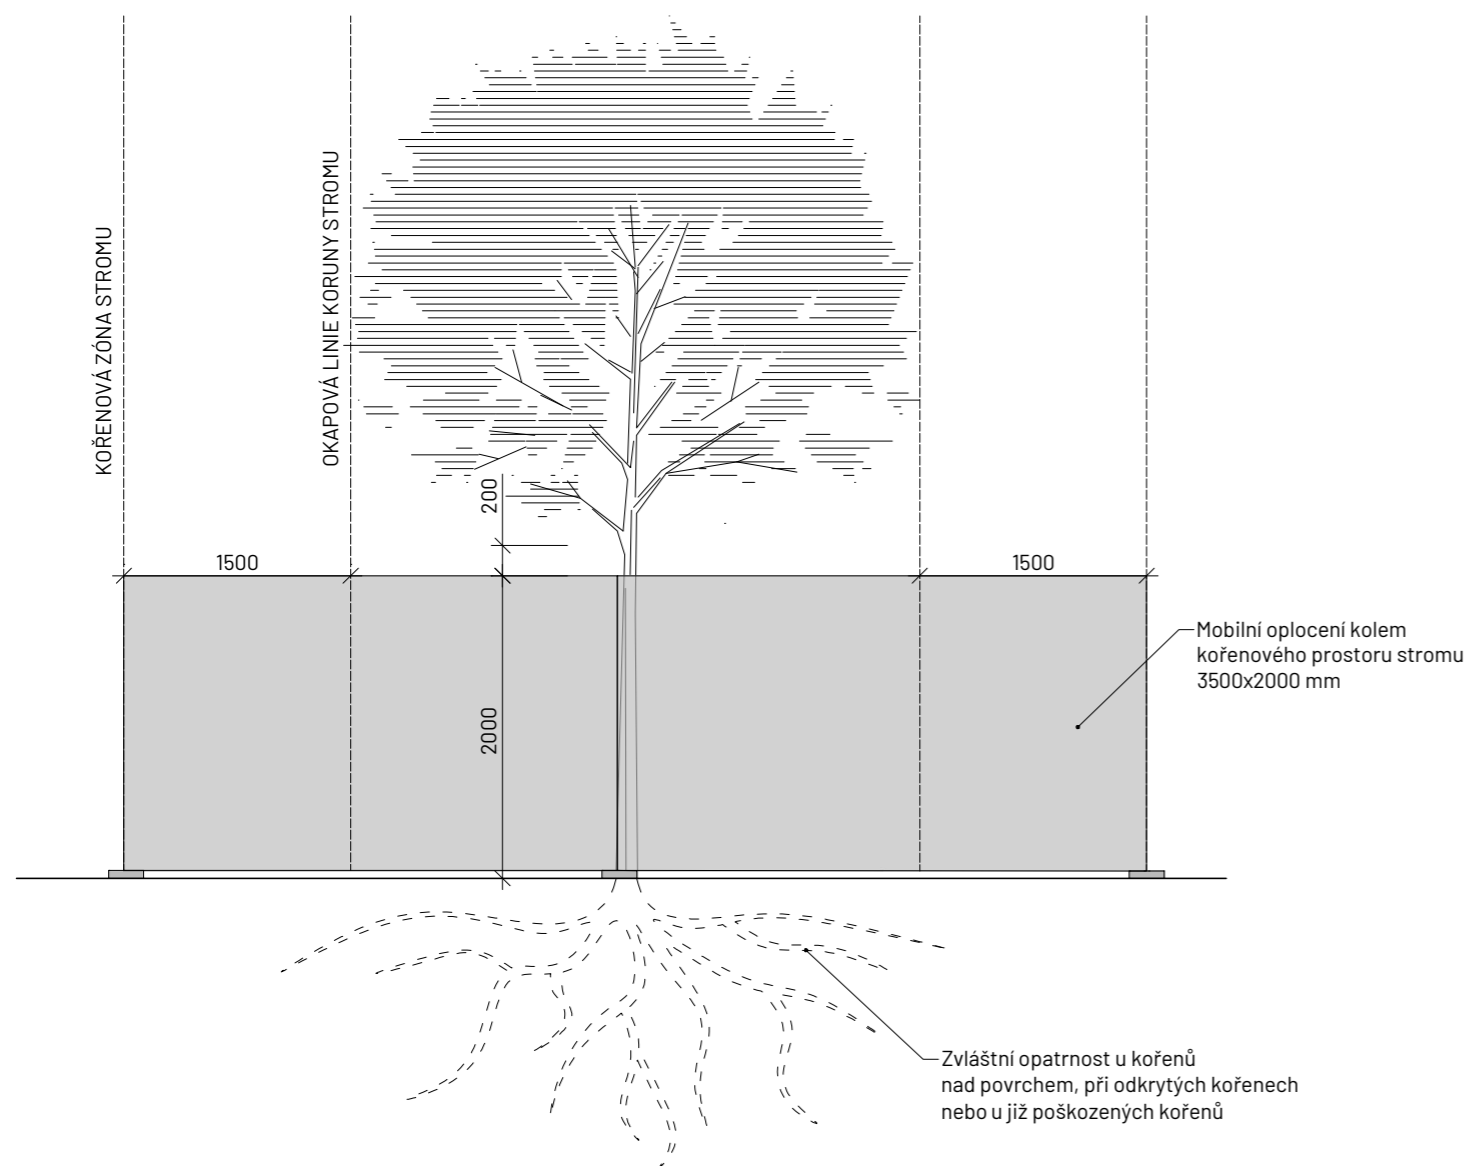 KOŘENOVÁ ZÓNA STROMU
OKAPOVÁ LINIE KORUNY STROMU
200
1500
1500
Mobilní oplocení kolem
kořenového prostoru stromu
3500x2000 mm
2000
Zvláštní opatrnost u kořenů
nad povrchem, při odkrytých kořenech
nebo u již poškozených kořenů